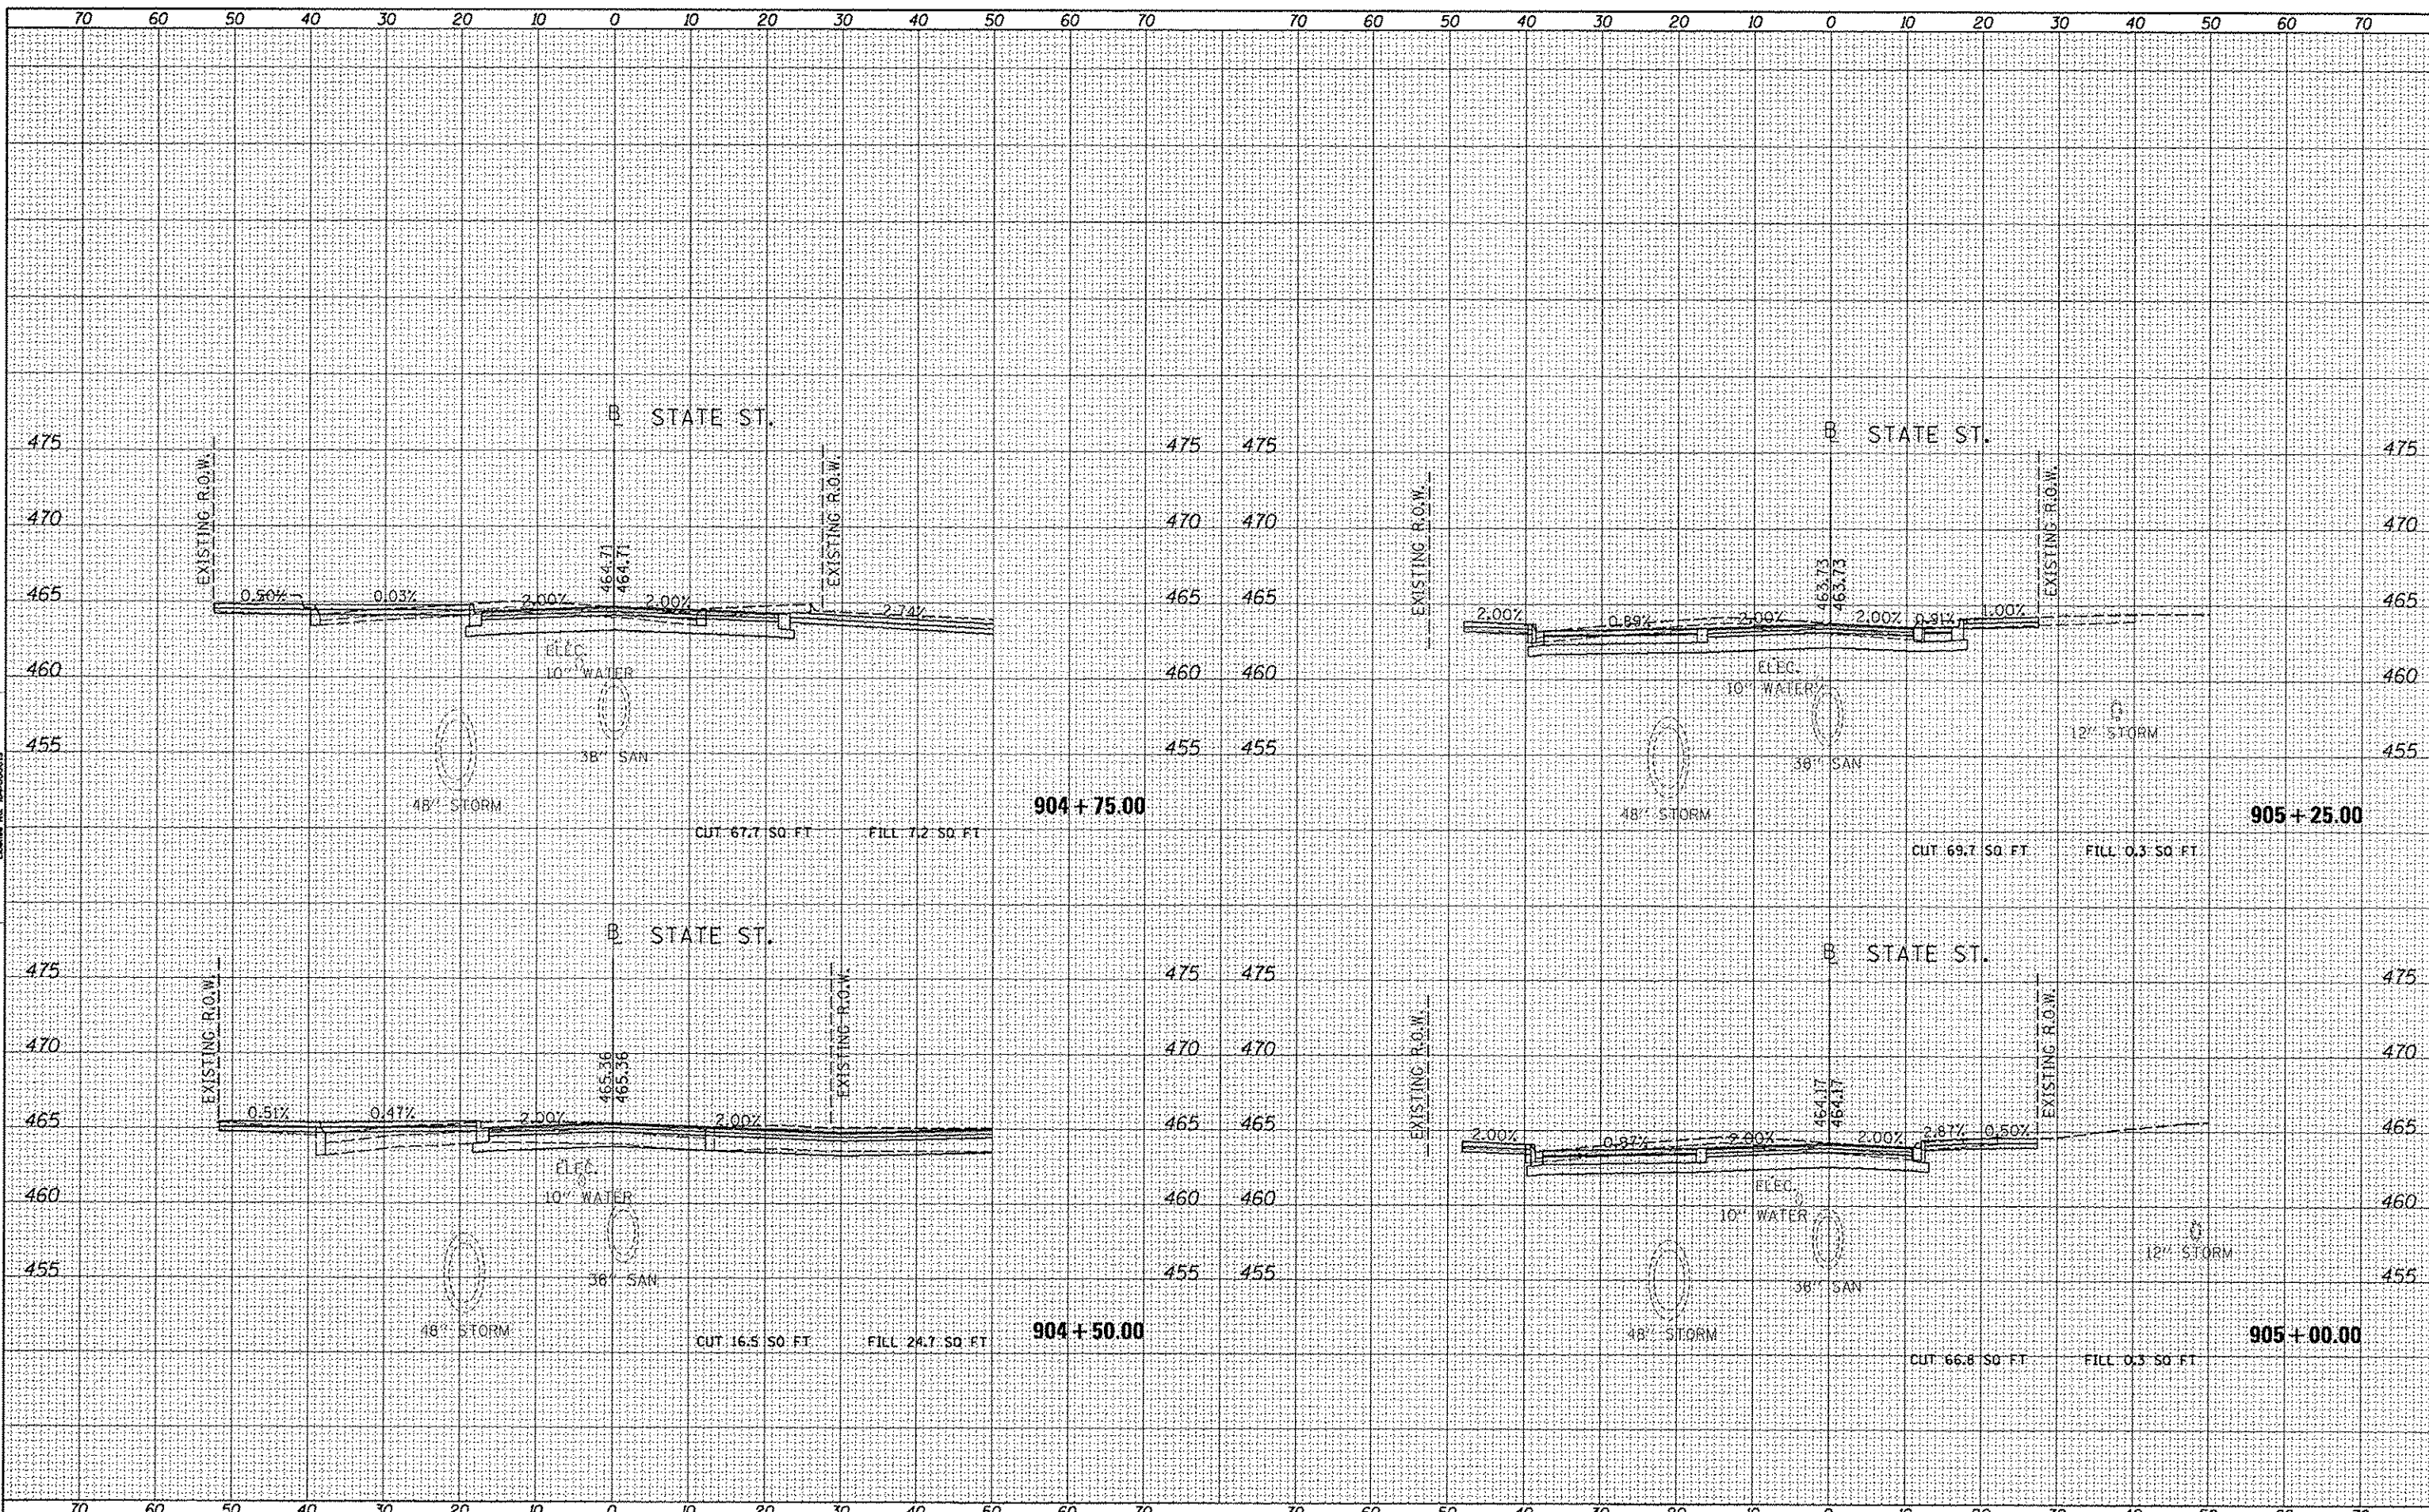 70 60 50 40 30 20 10 0 10 20 30 40 50 60 70 60 50 40 30 20 10 0 10 20 30 40 50 60 70
B STATE ST.
475 475
EXISTING R.O.W. EXISTING R.O.W.
470 470
464.71
464.71
465 465
0.50% 0.03% 2.00% 2.00% 2.74%
ELEC.
10" WATER
460 460
455 455
38" SAN
48" STORM
904 + 75.00
CUT 67.7 SQ FT FILL 7.2 SQ FT
B STATE ST.
475 475
EXISTING R.O.W. EXISTING R.O.W.
470 470
463.73
463.73
465 465
2.00% 0.89% 2.00% 2.00% 0.91% 1.00%
ELEC.
10" WATER
460 460
12" STORM
455 455
38" SAN
48" STORM
905 + 25.00
CUT 69.7 SQ FT FILL 0.3 SQ FT
B STATE ST.
475 475
EXISTING R.O.W. EXISTING R.O.W.
470 470
465.36
465.36
0.51% 0.47% 2.00% 2.00%
465 465
ELEC.
10" WATER
460 460
455 455
38" SAN
48" STORM
904 + 50.00
CUT 16.5 SQ FT FILL 24.7 SQ FT
B STATE ST.
475 475
EXISTING R.O.W. EXISTING R.O.W.
470 470
464.17
464.17
465 465
2.00% 0.87% 2.00% 2.00% 2.87% 0.50%
ELEC.
10" WATER
460 460
12" STORM
455 455
38" SAN
48" STORM
905 + 00.00
CUT 66.8 SQ FT FILL 0.3 SQ FT
70 60 50 40 30 20 10 0 10 20 30 40 50 60 70 30 60 50 40 30 20 10 0 10 20 30 40 50 60 70